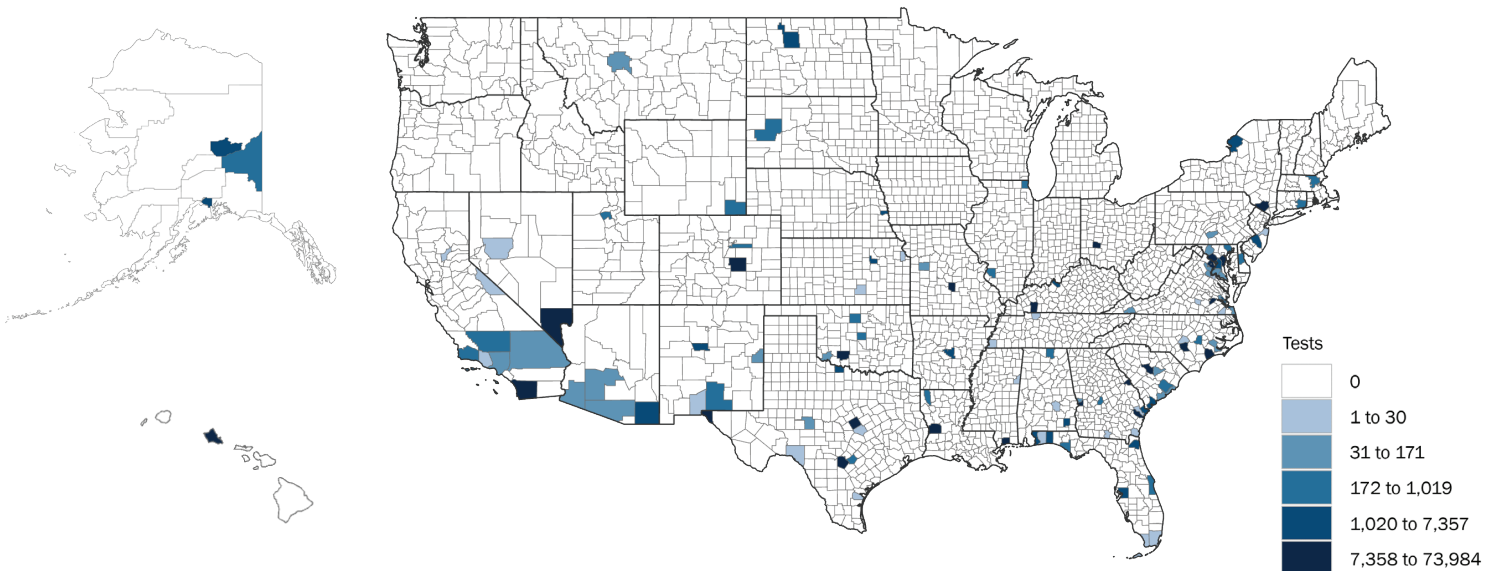 Tests
0
1 to 30
31 to 171
172 to 1,019
1,020 to 7,357
7,358 to 73,984